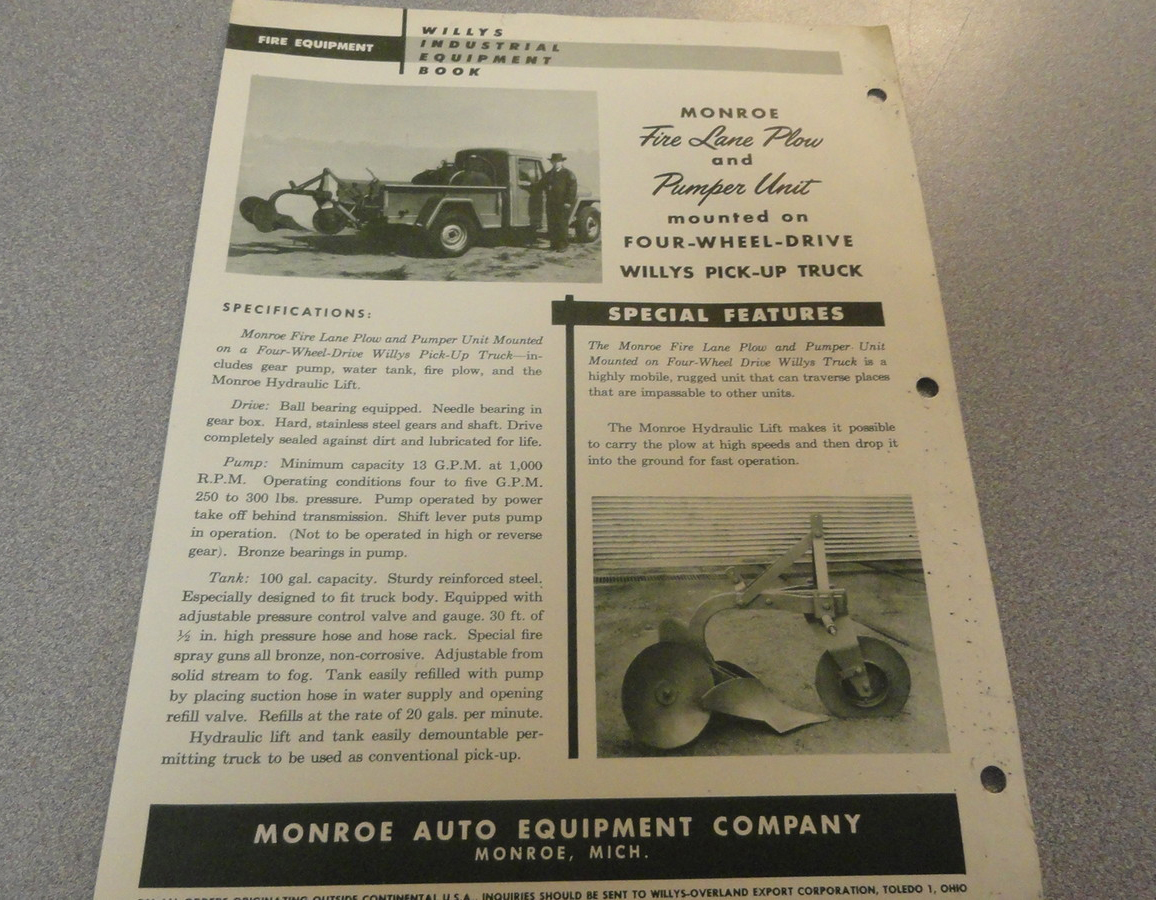 FIRE EQUIPMENT
WILLYS
INDUSTRIAL
EQUIPMENT
BOOK
MONROE
Fire Lane Plow
and
Pumper Unit
mounted on
FOUR-WHEEL-DRIVE
WILLYS PICK-UP TRUCK
SPECIFICATIONS:
Monroe Fire Lane Plow and Pumper Unit Mounted
on a Four-Wheel-Drive Willys Pick-Up Truck—in-
cludes gear pump, water tank, fire plow, and the
Monroe Hydraulic Lift.
Drive: Ball bearing equipped. Needle bearing in
gear box. Hard, stainless steel gears and shaft. Drive
completely sealed against dirt and lubricated for life.
Pump: Minimum capacity 13 G.P.M. at 1,000
R.P.M. Operating conditions four to five G.P.M.
250 to 300 lbs. pressure. Pump operated by power
take off behind transmission. Shift lever puts pump
in operation. (Not to be operated in high or reverse
gear). Bronze bearings in pump.
Tank: 100 gal. capacity. Sturdy reinforced steel.
Especially designed to fit truck body. Equipped with
adjustable pressure control valve and gauge. 30 ft. of
½ in. high pressure hose and hose rack. Special fire
spray guns all bronze, non-corrosive. Adjustable from
solid stream to fog. Tank easily refilled with pump
by placing suction hose in water supply and opening
refill valve. Refills at the rate of 20 gals. per minute.
Hydraulic lift and tank easily demountable per-
mitting truck to be used as conventional pick-up.
SPECIAL FEATURES
The Monroe Fire Lane Plow and Pumper Unit
Mounted on Four-Wheel Drive Willys Truck is a
highly mobile, rugged unit that can traverse places
that are impassable to other units.
The Monroe Hydraulic Lift makes it possible
to carry the plow at high speeds and then drop it
into the ground for fast operation.
MONROE AUTO EQUIPMENT COMPANY
MONROE, MICH.
ORIGINATING OUTSIDE CONTINENTAL U.S.A., INQUIRIES SHOULD BE SENT TO WILLYS-OVERLAND EXPORT CORPORATION, TOLEDO 1, OHIO